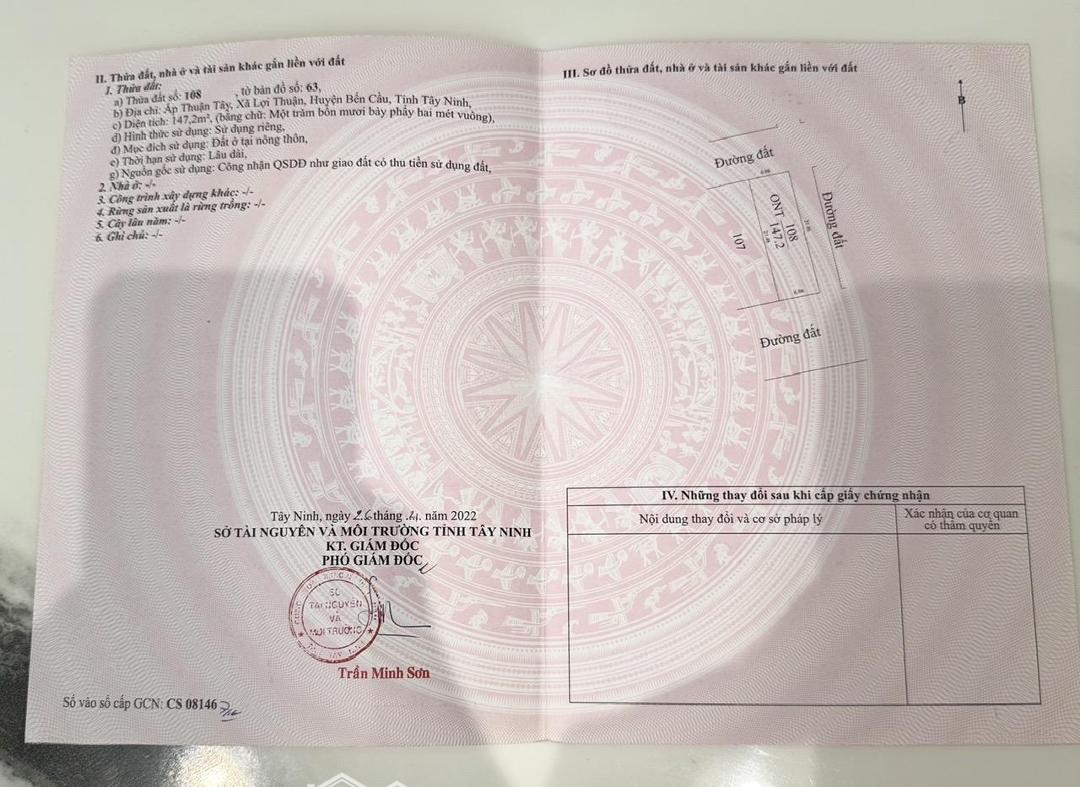 II. Thửa đất, nhà ở và tài sản khác gắn liền với đất
1. Thửa đất:
a) Thửa đất số: 108 , tờ bản đồ số: 63,
b) Địa chỉ: Ấp Thuận Tây, Xã Lợi Thuận, Huyện Bến Cầu, Tỉnh Tây Ninh,
c) Diện tích: 147,2m², (bằng chữ: Một trăm bốn mươi bảy phẩy hai mét vuông),
d) Hình thức sử dụng: Sử dụng riêng,
đ) Mục đích sử dụng: Đất ở tại nông thôn,
e) Thời hạn sử dụng: Lâu dài,
g) Nguồn gốc sử dụng: Công nhận QSDĐ như giao đất có thu tiền sử dụng đất,
2. Nhà ở: -/-
3. Công trình xây dựng khác: -/-
4. Rừng sản xuất là rừng trồng: -/-
5. Cây lâu năm: -/-
6. Ghi chú: -/-
Tây Ninh, ngày 26 tháng năm 2022
SỞ TÀI NGUYÊN VÀ MÔI TRƯỜNG TỈNH TÂY NINH
KT. GIÁM ĐỐC
PHÓ GIÁM ĐỐC
SỞ
TÀI NGUYÊN
VÀ
MÔI TRƯỜNG
Trần Minh Sơn
Số vào sổ cấp GCN: CS 08146
III. Sơ đồ thửa đất, nhà ở và tài sản khác gắn liền với đất
B
Đường đất
Đường đất
ONT 108
147.2
107
Đường đất
IV. Những thay đổi sau khi cấp giấy chứng nhận
Nội dung thay đổi và cơ sở pháp lý
Xác nhận của cơ quan
có thẩm quyền